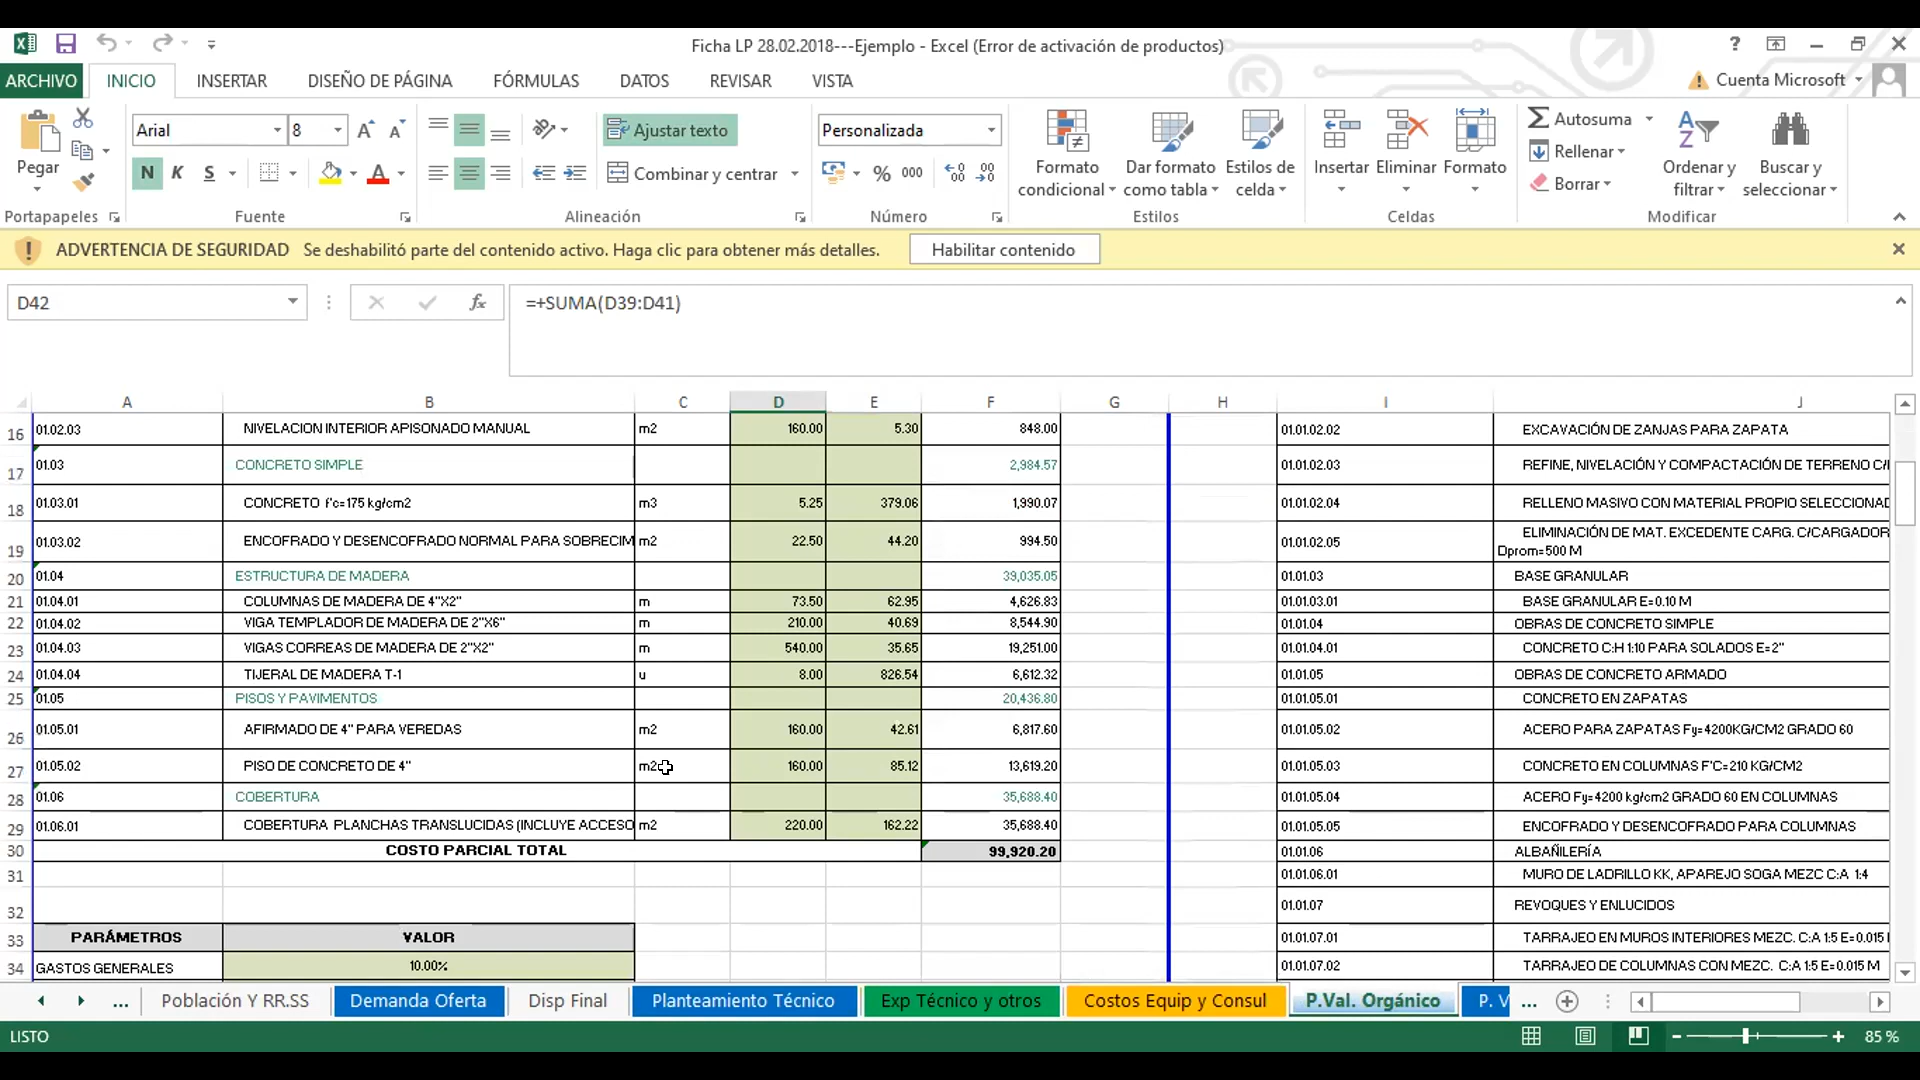 Ficha LP 28.02.2018---Ejemplo - Excel (Error de activación de productos)
ARCHIVO INICIO INSERTAR DISEÑO DE PÁGINA FÓRMULAS DATOS REVISAR VISTA Cuenta Microsoft
Pegar
Arial 8
N K S
Ajustar texto
Combinar y centrar
Personalizada
% 000
Formato condicional
Dar formato como tabla
Estilos de celda
Insertar Eliminar Formato
Autosuma
Rellenar
Borrar
Ordenar y filtrar
Buscar y seleccionar
Portapapeles Fuente Alineación Número Estilos Celdas Modificar
ADVERTENCIA DE SEGURIDAD Se deshabilitó parte del contenido activo. Haga clic para obtener más detalles. Habilitar contenido
D42 fx =+SUMA(D39:D41)
A B C D E F G H I J
16 01.02.03 NIVELACION INTERIOR APISONADO MANUAL m2 160.00 5.30 848.00 01.01.02.02 EXCAVACIÓN DE ZANJAS PARA ZAPATA
17 01.03 CONCRETO SIMPLE 2,984.57 01.01.02.03 REFINE, NIVELACIÓN Y COMPACTACIÓN DE TERRENO
18 01.03.01 CONCRETO f'c=175 kg/cm2 m3 5.25 379.06 1,990.07 01.01.02.04 RELLENO MASIVO CON MATERIAL PROPIO SELECCIONAD
19 01.03.02 ENCOFRADO Y DESENCOFRADO NORMAL PARA SOBRECIM m2 22.50 44.20 994.50 01.01.02.05 ELIMINACIÓN DE MAT. EXCEDENTE CARG. C/CARGADOR
Dprom=500 M
20 01.04 ESTRUCTURA DE MADERA 39,035.05 01.01.03 BASE GRANULAR
21 01.04.01 COLUMNAS DE MADERA DE 4"X2" m 73.50 62.95 4,626.83 01.01.03.01 BASE GRANULAR E=0.10 M
22 01.04.02 VIGA TEMPLADOR DE MADERA DE 2"X6" m 210.00 40.69 8,544.90 01.01.04 OBRAS DE CONCRETO SIMPLE
23 01.04.03 VIGAS CORREAS DE MADERA DE 2"X2" m 540.00 35.65 19,251.00 01.01.04.01 CONCRETO C:H 1:10 PARA SOLADOS E=2"
24 01.04.04 TIJERAL DE MADERA T-1 u 8.00 826.54 6,612.32 01.01.05 OBRAS DE CONCRETO ARMADO
25 01.05 PISOS Y PAVIMENTOS 20,436.80 01.01.05.01 CONCRETO EN ZAPATAS
26 01.05.01 AFIRMADO DE 4" PARA VEREDAS m2 160.00 42.61 6,817.60 01.01.05.02 ACERO PARA ZAPATAS Fy=4200KG/CM2 GRADO 60
27 01.05.02 PISO DE CONCRETO DE 4" m2 160.00 85.12 13,619.20 01.01.05.03 CONCRETO EN COLUMNAS F'C=210 KG/CM2
28 01.06 COBERTURA 35,688.40 01.01.05.04 ACERO Fy=4200 kg/cm2 GRADO 60 EN COLUMNAS
29 01.06.01 COBERTURA PLANCHAS TRANSLUCIDAS (INCLUYE ACCESO m2 220.00 162.22 35,688.40 01.01.05.05 ENCOFRADO Y DESENCOFRADO PARA COLUMNAS
30 COSTO PARCIAL TOTAL 99,920.20 01.01.06 ALBAÑILERÍA
31 01.01.06.01 MURO DE LADRILLO KK, APAREJO SOGA MEZC C:A 1:4
32 01.01.07 REVOQUES Y ENLUCIDOS
33 PARÁMETROS VALOR 01.01.07.01 TARRAJEO EN MUROS INTERIORES MEZC. C:A 1:5 E=0.015
34 GASTOS GENERALES 10.00% 01.01.07.02 TARRAJEO DE COLUMNAS CON MEZC. C:A 1:5 E=0.015 M
... Población Y RR.SS Demanda Oferta Disp Final Planteamiento Técnico Exp Técnico y otros Costos Equip y Consul P.Val. Orgánico P. V ...
LISTO 85 %